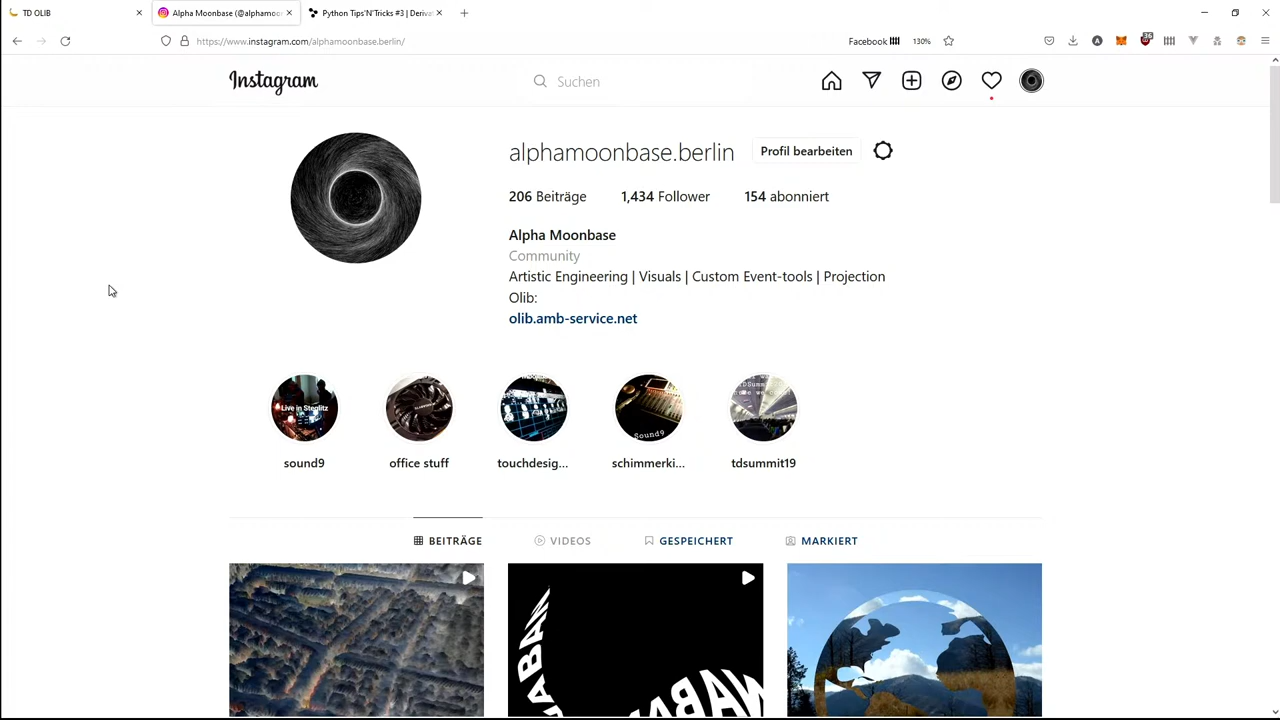 TD OLIB
Alpha Moonbase (@alphamoo
Python Tips'N'Tricks #3 | Deriva
https://www.instagram.com/alphamoonbase.berlin/
Facebook
130%
36
Instagram
Suchen
alphamoonbase.berlin
Profil bearbeiten
206 Beiträge
1,434 Follower
154 abonniert
Alpha Moonbase
Community
Artistic Engineering | Visuals | Custom Event-tools | Projection
Olib:
olib.amb-service.net
Live in Steglitz
Sound9
sound9
office stuff
touchdesig...
schimmerki...
tdsummit19
BEITRÄGE
VIDEOS
GESPEICHERT
MARKIERT